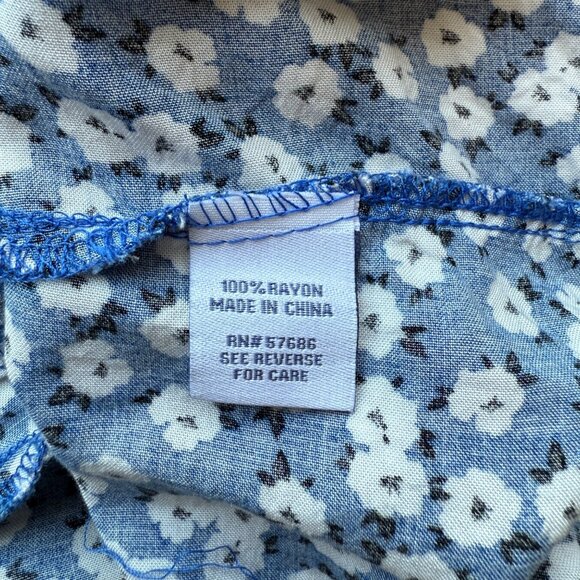 100% RAYON
MADE IN CHINA
RN# 57686
SEE REVERSE
FOR CARE